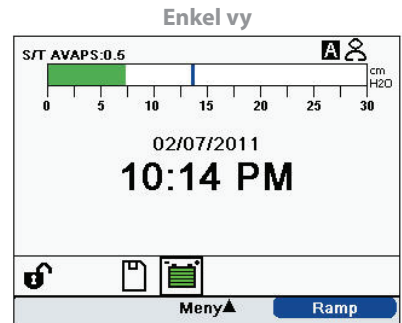 Enkel vy
S/T AVAPS:0.5 A
cm
H2O
0 5 10 15 20 25 30
02/07/2011
10:14 PM
Meny▲ Ramp